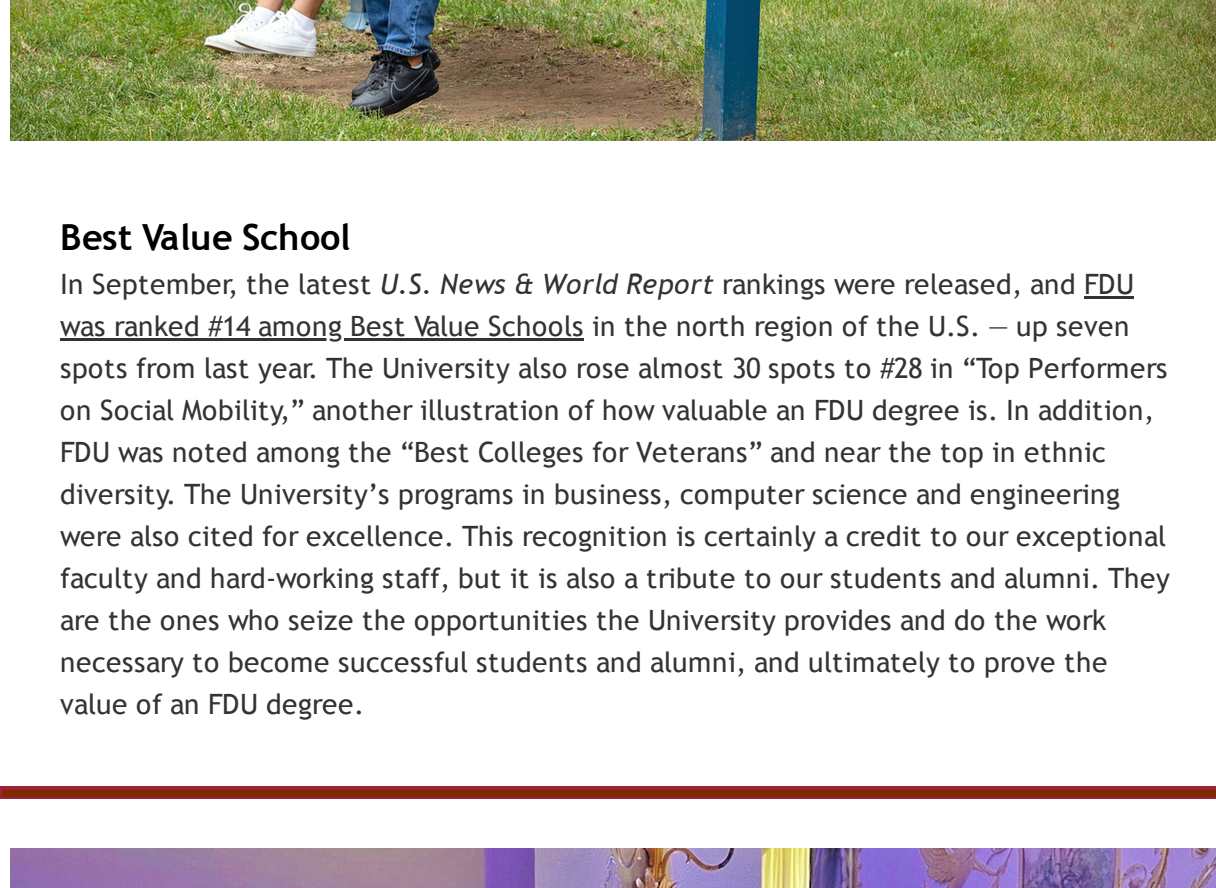 Best Value School
In September, the latest U.S. News & World Report rankings were released, and FDU
was ranked #14 among Best Value Schools in the north region of the U.S. — up seven
spots from last year. The University also rose almost 30 spots to #28 in “Top Performers
on Social Mobility,” another illustration of how valuable an FDU degree is. In addition,
FDU was noted among the “Best Colleges for Veterans” and near the top in ethnic
diversity. The University’s programs in business, computer science and engineering
were also cited for excellence. This recognition is certainly a credit to our exceptional
faculty and hard-working staff, but it is also a tribute to our students and alumni. They
are the ones who seize the opportunities the University provides and do the work
necessary to become successful students and alumni, and ultimately to prove the
value of an FDU degree.